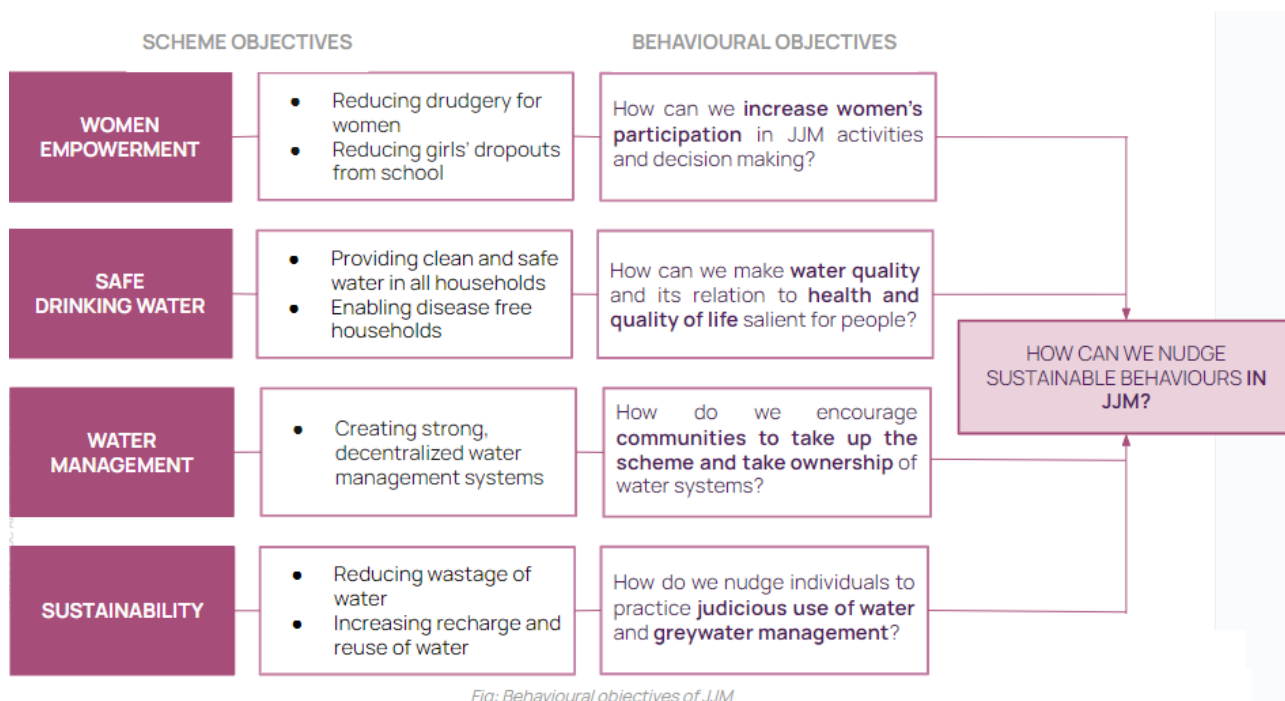 SCHEME OBJECTIVES
BEHAVIOURAL OBJECTIVES
WOMEN
EMPOWERMENT
● Reducing drudgery for
women
● Reducing girls' dropouts
from school
How can we increase women's
participation in JJM activities
and decision making?
SAFE
DRINKING WATER
● Providing clean and safe
water in all households
● Enabling disease free
households
How can we make water quality
and its relation to health and
quality of life salient for people?
HOW CAN WE NUDGE
SUSTAINABLE BEHAVIOURS IN
JJM?
WATER
MANAGEMENT
● Creating strong,
decentralized water
management systems
How do we encourage
communities to take up the
scheme and take ownership of
water systems?
SUSTAINABILITY
● Reducing wastage of
water
● Increasing recharge and
reuse of water
How do we nudge individuals to
practice judicious use of water
and greywater management?
Fig: Behavioural objectives of JJM